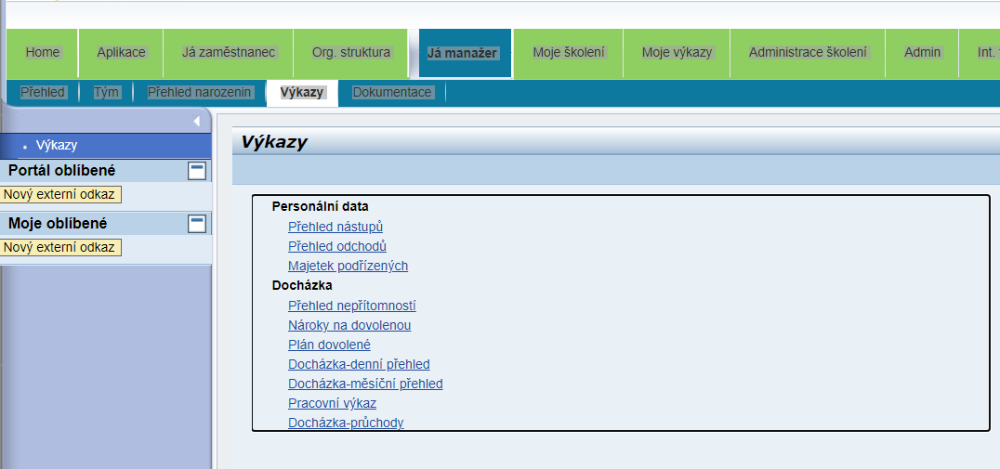 Home Aplikace Já zaměstnanec Org. struktura Já manažer Moje školení Moje výkazy Administrace školení Admin Int.
Přehled Tým Přehled narozenin Výkazy Dokumentace
Výkazy
Portál oblíbené
Nový externí odkaz
Moje oblíbené
Nový externí odkaz
Výkazy
Personální data
Přehled nástupů
Přehled odchodů
Majetek podřízených
Docházka
Přehled nepřítomností
Nároky na dovolenou
Plán dovolené
Docházka-denní přehled
Docházka-měsíční přehled
Pracovní výkaz
Docházka-průchody